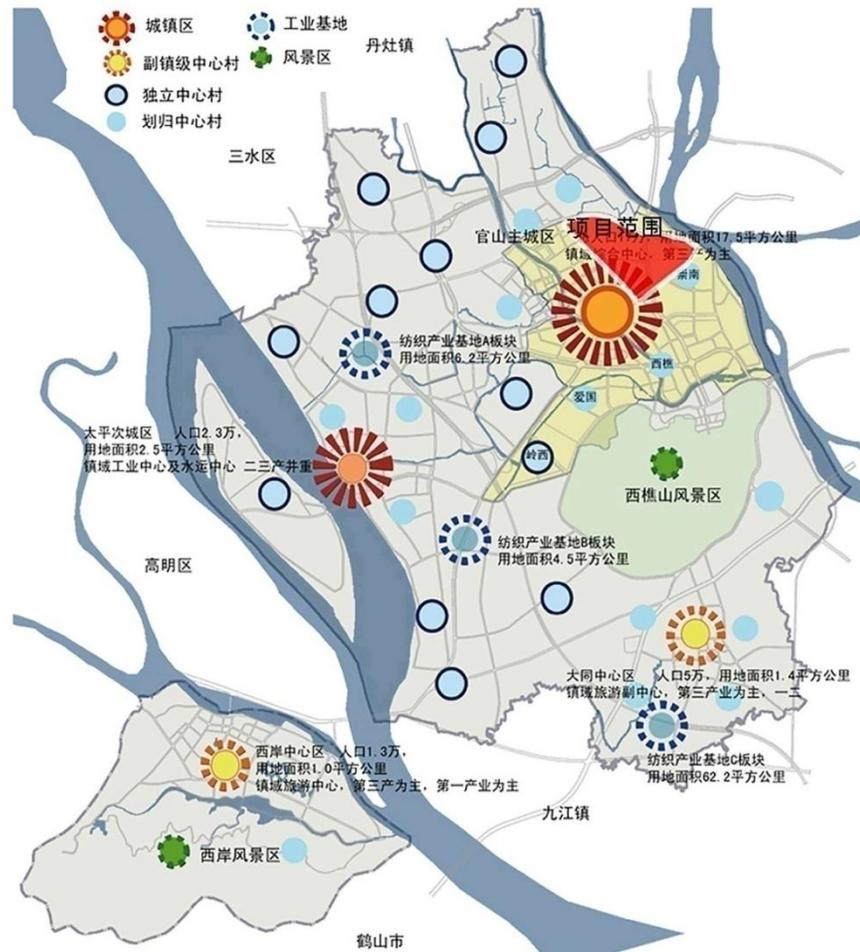 城镇区
工业基地
副镇级中心村
风景区
独立中心村
划归中心村
丹灶镇
三水区
项目范围
官山主城区
用地面积17.5平方公里
镇域综合中心，第三产为主
崇南
纺织产业基地A板块
用地面积6.2平方公里
西樵
爱国
太平次城区 人口2.3万，
用地面积2.5平方公里
镇域工业中心及水运中心 二三产并重
岭西
西樵山风景区
纺织产业基地B板块
用地面积4.5平方公里
高明区
大同中心区 人口5万，用地面积1.4平方公里
镇域旅游副中心，第三产业为主，一二
纺织产业基地C板块
用地面积62.2平方公里
西岸中心区 人口1.3万，
用地面积1.0平方公里
镇域旅游中心，第三产为主，第一产业为主
九江镇
西岸风景区
鹤山市